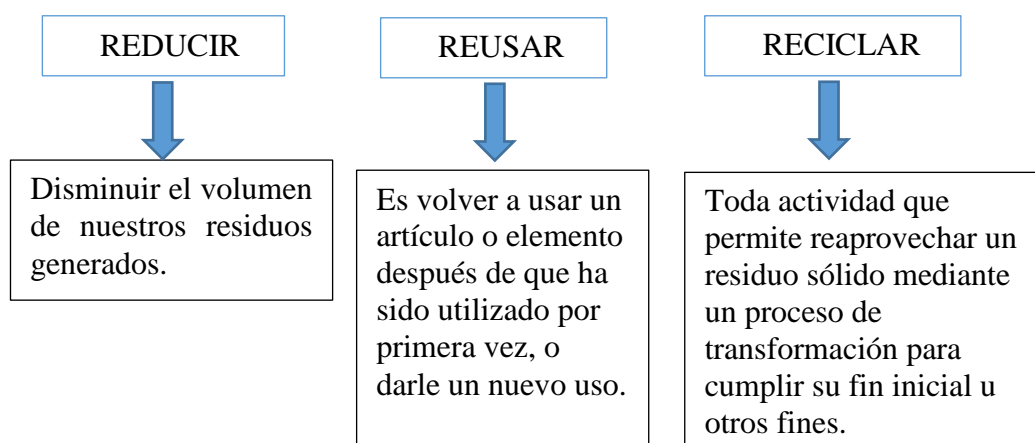 REDUCIR
REUSAR
RECICLAR
Disminuir el volumen
de nuestros residuos
generados.
Es volver a usar un
artículo o elemento
después de que ha
sido utilizado por
primera vez, o
darle un nuevo uso.
Toda actividad que
permite reaprovechar un
residuo sólido mediante
un proceso de
transformación para
cumplir su fin inicial u
otros fines.